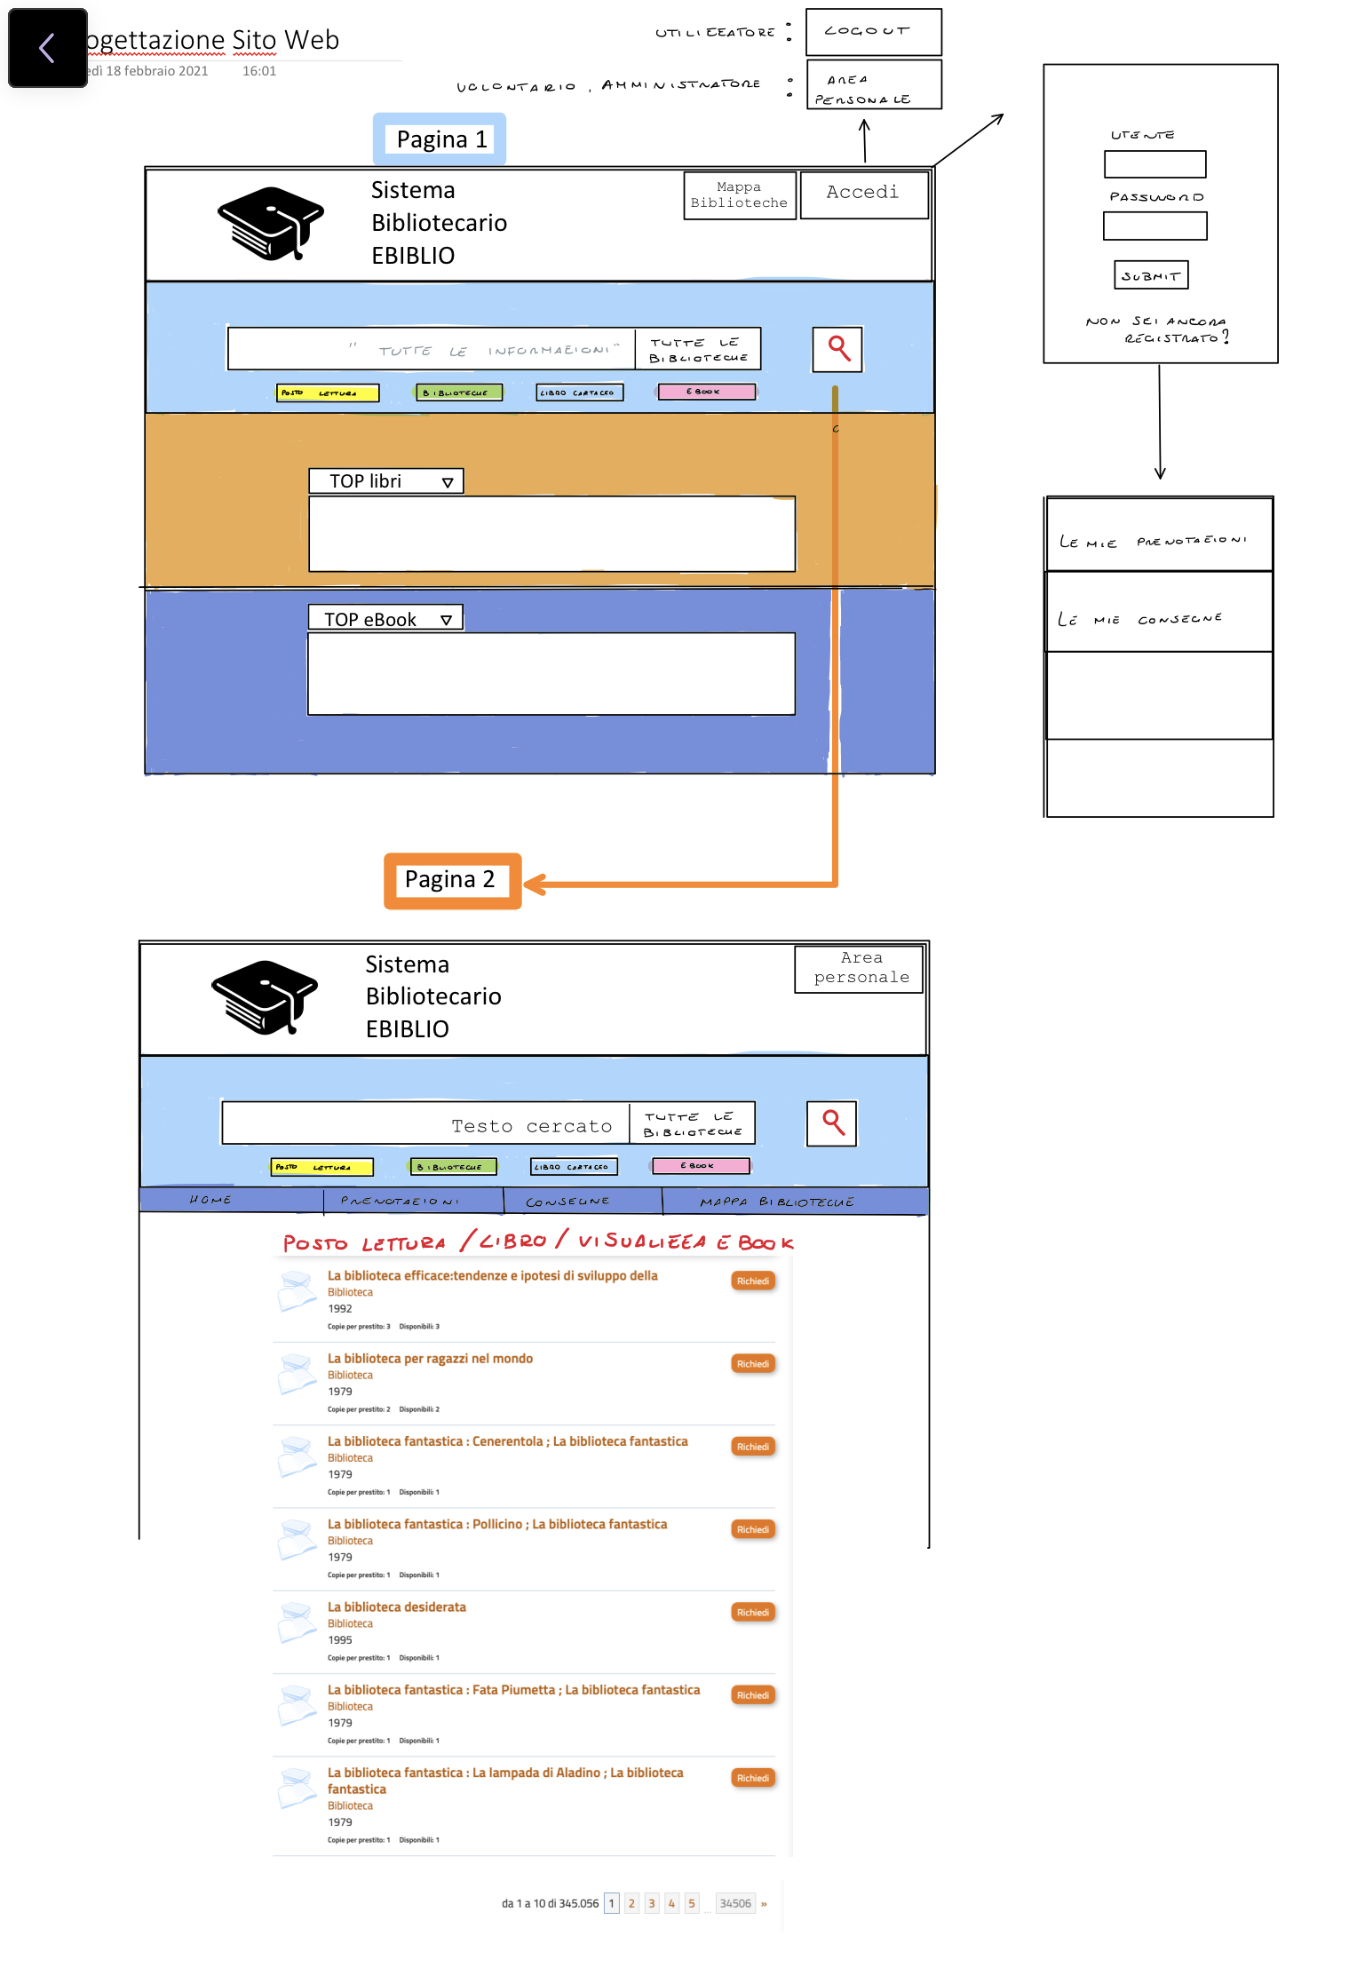 ogettazione Sito Web
edì 18 febbraio 2021 16:01
UTILIZZATORE : LOGOUT
VOLONTARIO, AMMINISTRATORE : AREA PERSONALE
Pagina 1
Sistema
Bibliotecario
EBIBLIO
Mappa
Biblioteche
Accedi
UTENTE
PASSWORD
SUBMIT
NON SEI ANCORA
REGISTRATO?
" TUTTE LE INFORMAZIONI"
TUTTE LE
BIBLIOTECHE
POSTO LETTURA
BIBLIOTECHE
LIBRO CARTACEO
EBOOK
TOP libri
TOP eBook
LE MIE PRENOTAZIONI
LE MIE CONSEGNE
Pagina 2
Sistema
Bibliotecario
EBIBLIO
Area
personale
Testo cercato
TUTTE LE
BIBLIOTECHE
POSTO LETTURA
BIBLIOTECHE
LIBRO CARTACEO
EBOOK
HOME PRENOTAZIONI CONSEGNE MAPPA BIBLIOTECHE
POSTO LETTURA / LIBRO / VISUALIZZA EBOOK
La biblioteca efficace:tendenze e ipotesi di sviluppo della
Richiedi
Biblioteca
1992
Copie per prestito: 3 Disponibili: 3
La biblioteca per ragazzi nel mondo
Richiedi
Biblioteca
1979
Copie per prestito: 2 Disponibili: 2
La biblioteca fantastica : Cenerentola ; La biblioteca fantastica
Richiedi
Biblioteca
1979
Copie per prestito: 1 Disponibili: 1
La biblioteca fantastica : Pollicino ; La biblioteca fantastica
Richiedi
Biblioteca
1979
Copie per prestito: 1 Disponibili: 1
La biblioteca desiderata
Richiedi
Biblioteca
1995
Copie per prestito: 1 Disponibili: 1
La biblioteca fantastica : Fata Piumetta ; La biblioteca fantastica
Richiedi
Biblioteca
1979
Copie per prestito: 1 Disponibili: 1
La biblioteca fantastica : La lampada di Aladino ; La biblioteca
fantastica
Richiedi
Biblioteca
1979
Copie per prestito: 1 Disponibili: 1
da 1 a 10 di 345.056 1 2 3 4 5 ... 34506 »